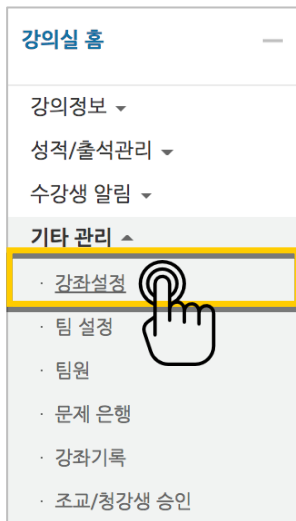 강의실 홈
강의정보
성적/출석관리
수강생 알림
기타 관리
· 강좌설정
· 팀 설정
· 팀원
· 문제 은행
· 강좌기록
· 조교/청강생 승인